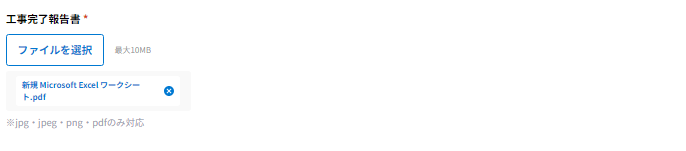 工事完了報告書 *
ファイルを選択 最大10MB
新規 Microsoft Excel ワークシー
ト.pdf
※jpg・jpeg・png・pdfのみ対応